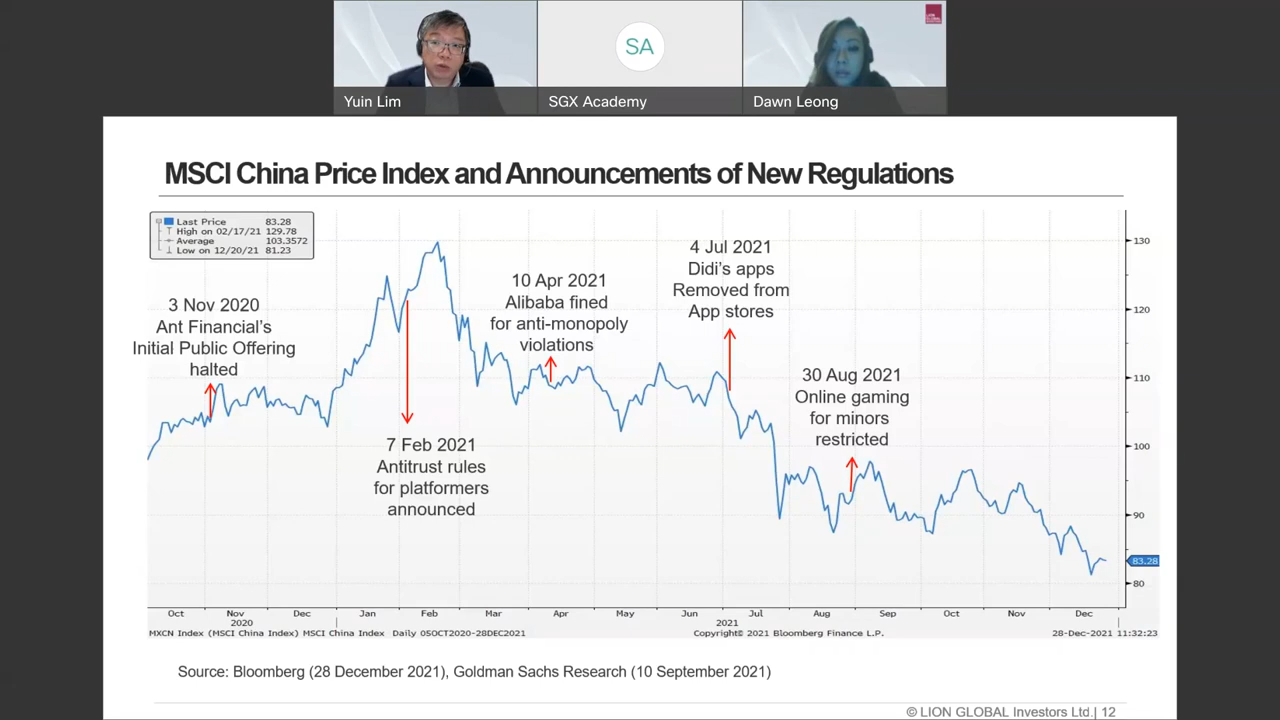 LION
GLOBAL
SA
Yuin Lim
SGX Academy
Dawn Leong
MSCI China Price Index and Announcements of New Regulations
Last Price 83.28
High on 02/17/21 129.78
Average 103.3572
Low on 12/20/21 81.23
3 Nov 2020
Ant Financial's
Initial Public Offering
halted
7 Feb 2021
Antitrust rules
for platformers
announced
10 Apr 2021
Alibaba fined
for anti-monopoly
violations
4 Jul 2021
Didi's apps
Removed from
App stores
30 Aug 2021
Online gaming
for minors
restricted
130
120
110
100
90
83.28
80
Oct Nov Dec Jan Feb Mar Apr May Jun Jul Aug Sep Oct Nov Dec
2020 2021
MXCN Index (MSCI China Index) MSCI China Index Daily 05OCT2020-28DEC2021 Copyright© 2021 Bloomberg Finance L.P. 28-Dec-2021 11:32:23
Source: Bloomberg (28 December 2021), Goldman Sachs Research (10 September 2021)
© LION GLOBAL Investors Ltd.| 12